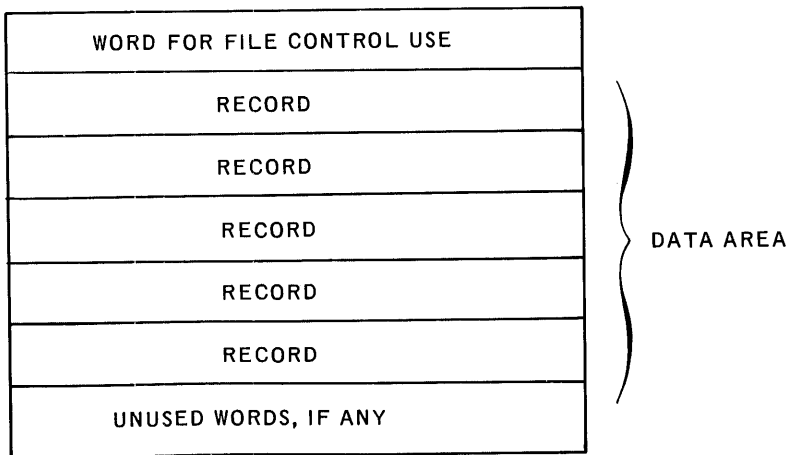 WORD FOR FILE CONTROL USE
RECORD
RECORD
RECORD
DATA AREA
RECORD
RECORD
UNUSED WORDS, IF ANY